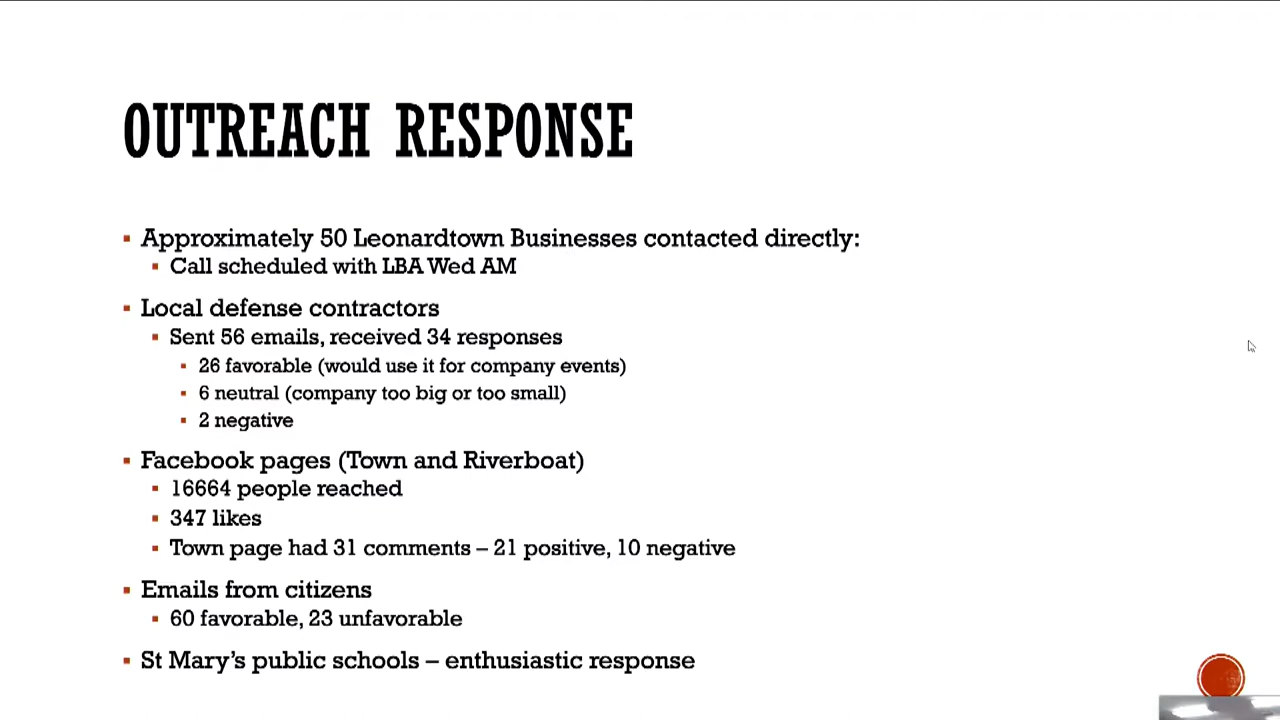 OUTREACH RESPONSE
Approximately 50 Leonardtown Businesses contacted directly:
Call scheduled with LBA Wed AM
Local defense contractors
Sent 56 emails, received 34 responses
26 favorable (would use it for company events)
6 neutral (company too big or too small)
2 negative
Facebook pages (Town and Riverboat)
16664 people reached
347 likes
Town page had 31 comments – 21 positive, 10 negative
Emails from citizens
60 favorable, 23 unfavorable
St Mary's public schools – enthusiastic response